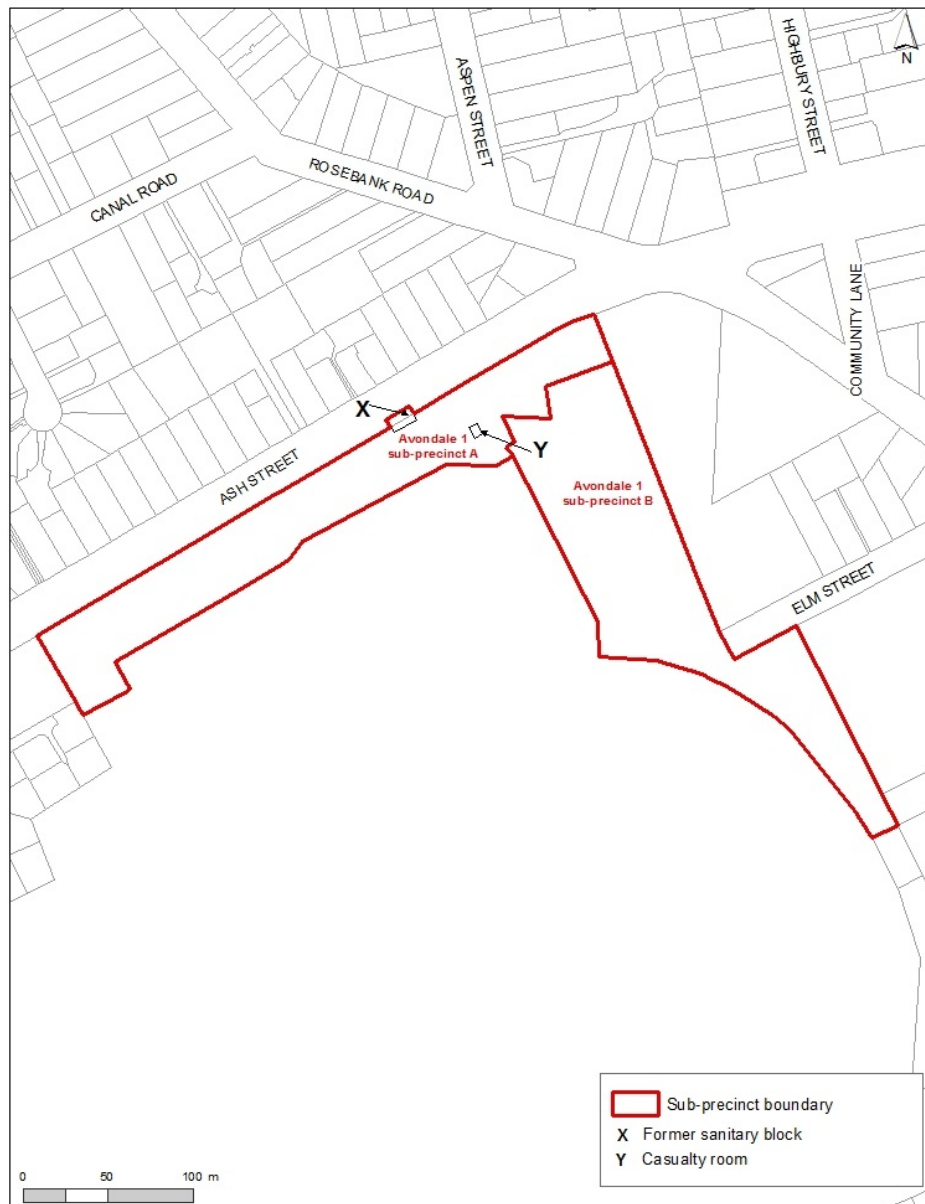 HIGHBURY STREET
ASPEN STREET
N
ROSEBANK ROAD
CANAL ROAD
COMMUNITY LANE
X
Avondale 1
sub-precinct A
Y
ASH STREET
Avondale 1
sub-precinct B
ELM STREET
Sub-precinct boundary
X Former sanitary block
Y Casualty room
0 50 100 m